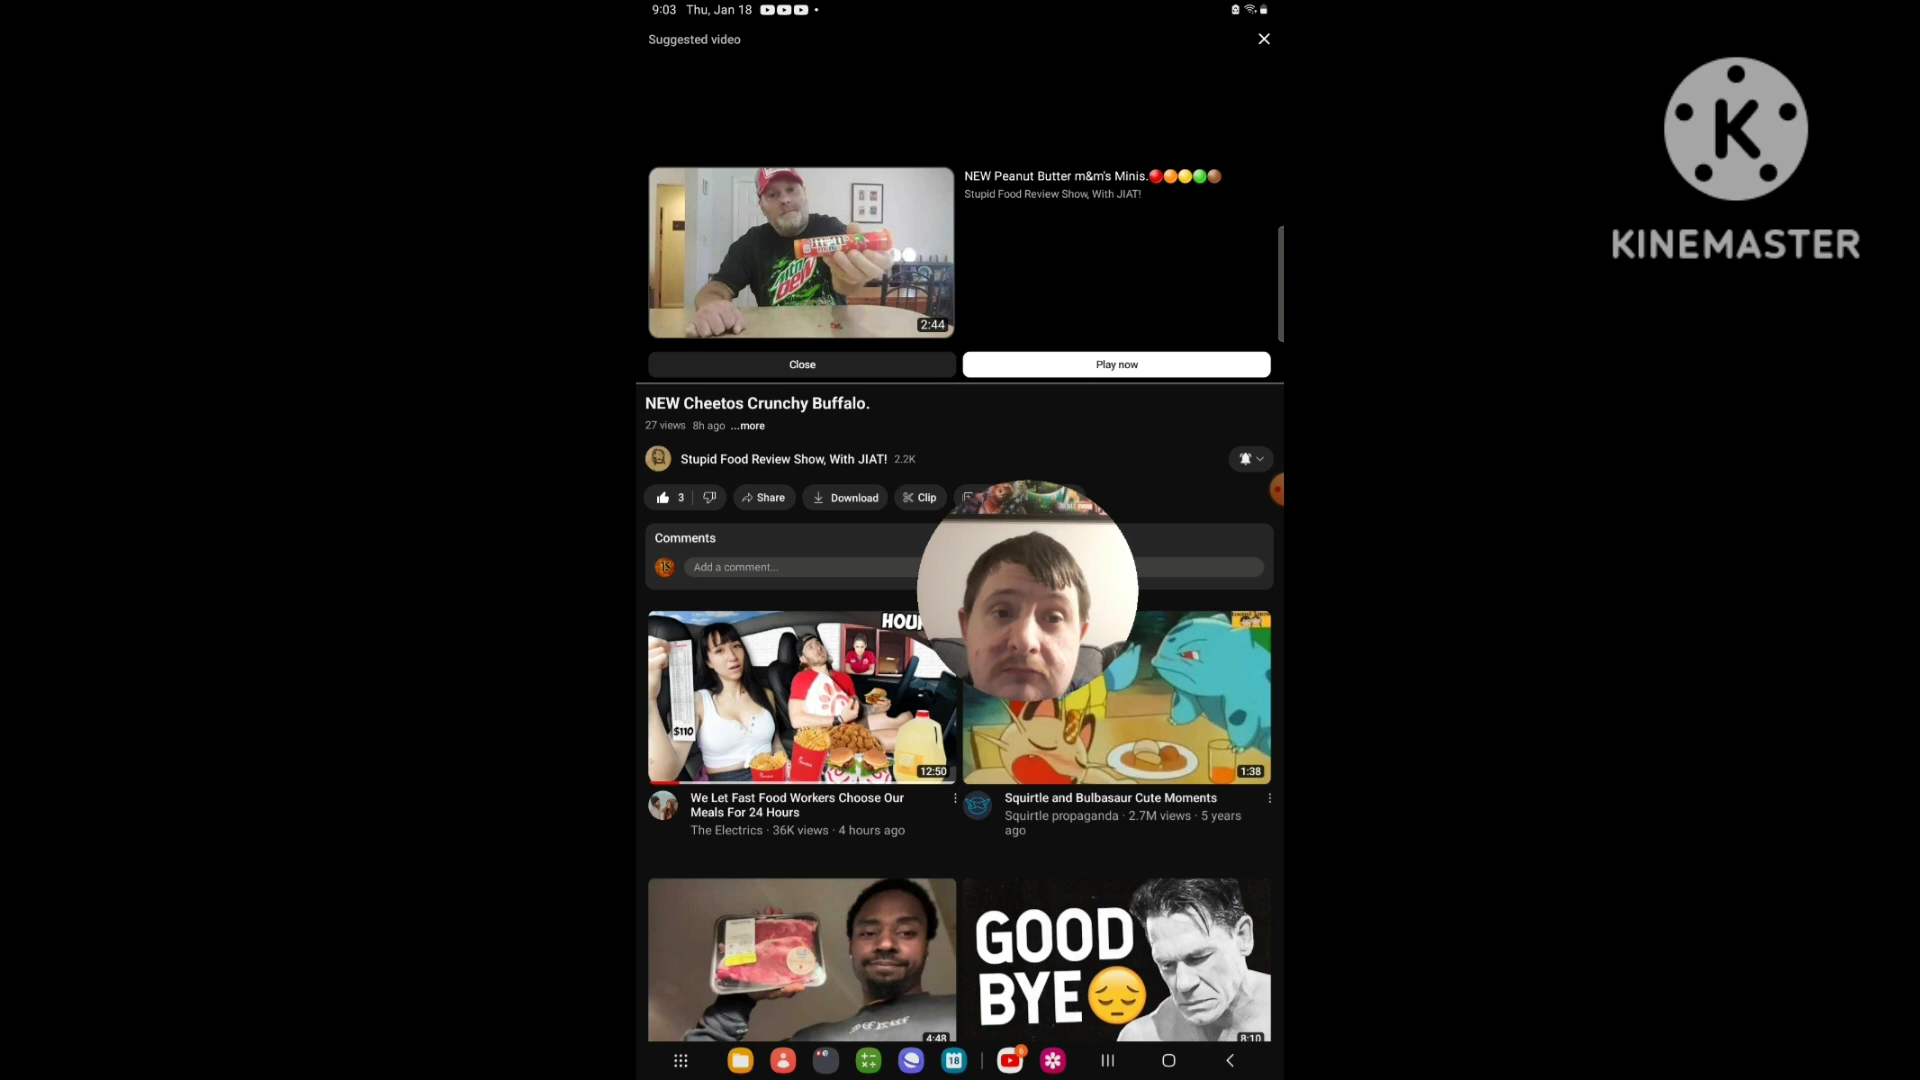 9:03 Thu, Jan 18
Suggested video
K
KINEMASTER
NEW Peanut Butter m&m's Minis.
Stupid Food Review Show, With JIAT!
mtn
DEW
2:44
Close
Play now
NEW Cheetos Crunchy Buffalo.
27 views 8h ago ...more
Stupid Food Review Show, With JIAT! 2.2K
3
Share
Download
Clip
Comments
Add a comment...
HOU
$110
12:50
1:38
We Let Fast Food Workers Choose Our
Meals For 24 Hours
The Electrics · 36K views · 4 hours ago
Squirtle and Bulbasaur Cute Moments
Squirtle propaganda · 2.7M views · 5 years
ago
GOOD
BYE
4:48
8:10
18